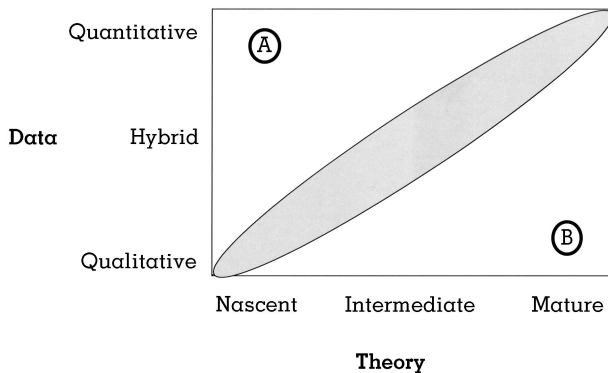 Quantitative
A
Data Hybrid
B
Qualitative
Nascent Intermediate Mature
Theory